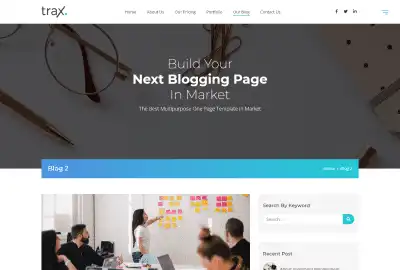 trax.
Home About Us Our Pricing Portfolio Our Blog Contact Us
Build Your
Next Blogging Page
In Market
The Best Multipurpose One Page Template in Market
Blog 2
Home Blog 2
Search By Keyword
Search...
Recent Post